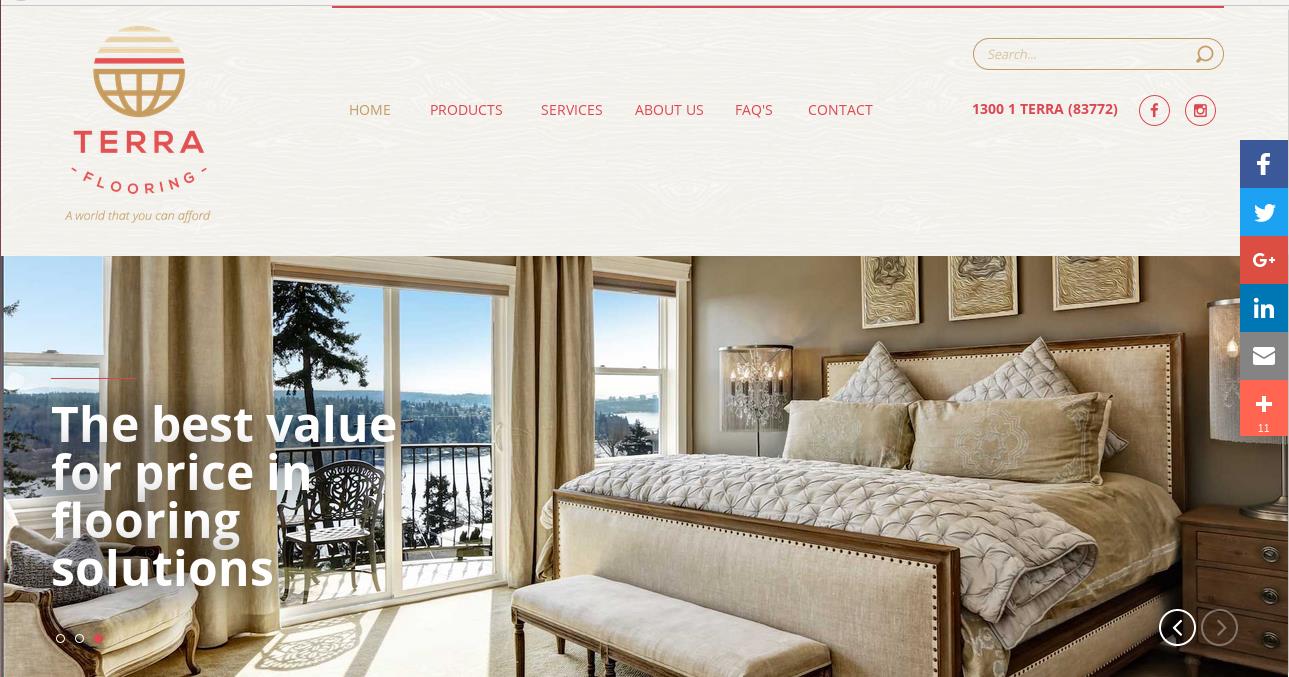 Search...
HOME
PRODUCTS
SERVICES
ABOUT US
FAQ'S
CONTACT
1300 1 TERRA (83772)
TERRA
- FLOORING -
A world that you can afford
The best value
for price in
flooring
solutions
11